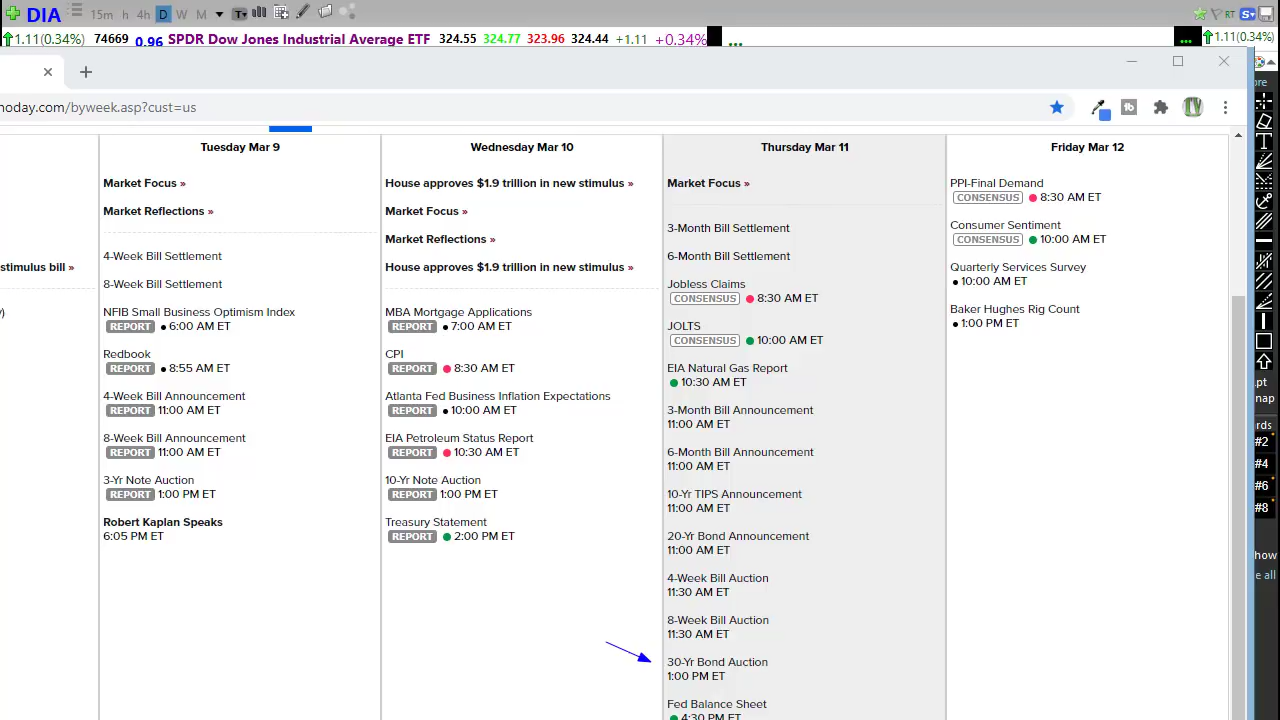 DIA 15m h 4h D W M T
RT S
1.11(0.34%) 74669 0.96 SPDR Dow Jones Industrial Average ETF 324.55 324.77 323.96 324.44 +1.11 +0.34% ... ... 1.11(0.34%)
noday.com/byweek.asp?cust=us
ore
T
.pt
nap
rds
#2
#4
#6
#8
how
e all
stimulus bill »
)
Tuesday Mar 9
Market Focus »
Market Reflections »
4-Week Bill Settlement
8-Week Bill Settlement
NFIB Small Business Optimism Index
REPORT 6:00 AM ET
Redbook
REPORT 8:55 AM ET
4-Week Bill Announcement
REPORT 11:00 AM ET
8-Week Bill Announcement
REPORT 11:00 AM ET
3-Yr Note Auction
REPORT 1:00 PM ET
Robert Kaplan Speaks
6:05 PM ET
Wednesday Mar 10
House approves $1.9 trillion in new stimulus »
Market Focus »
Market Reflections »
House approves $1.9 trillion in new stimulus »
MBA Mortgage Applications
REPORT 7:00 AM ET
CPI
REPORT 8:30 AM ET
Atlanta Fed Business Inflation Expectations
REPORT 10:00 AM ET
EIA Petroleum Status Report
REPORT 10:30 AM ET
10-Yr Note Auction
REPORT 1:00 PM ET
Treasury Statement
REPORT 2:00 PM ET
Thursday Mar 11
Market Focus »
3-Month Bill Settlement
6-Month Bill Settlement
Jobless Claims
CONSENSUS 8:30 AM ET
JOLTS
CONSENSUS 10:00 AM ET
EIA Natural Gas Report
10:30 AM ET
3-Month Bill Announcement
11:00 AM ET
6-Month Bill Announcement
11:00 AM ET
10-Yr TIPS Announcement
11:00 AM ET
20-Yr Bond Announcement
11:00 AM ET
4-Week Bill Auction
11:30 AM ET
8-Week Bill Auction
11:30 AM ET
30-Yr Bond Auction
1:00 PM ET
Fed Balance Sheet
4:30 PM ET
Friday Mar 12
PPI-Final Demand
CONSENSUS 8:30 AM ET
Consumer Sentiment
CONSENSUS 10:00 AM ET
Quarterly Services Survey
10:00 AM ET
Baker Hughes Rig Count
1:00 PM ET